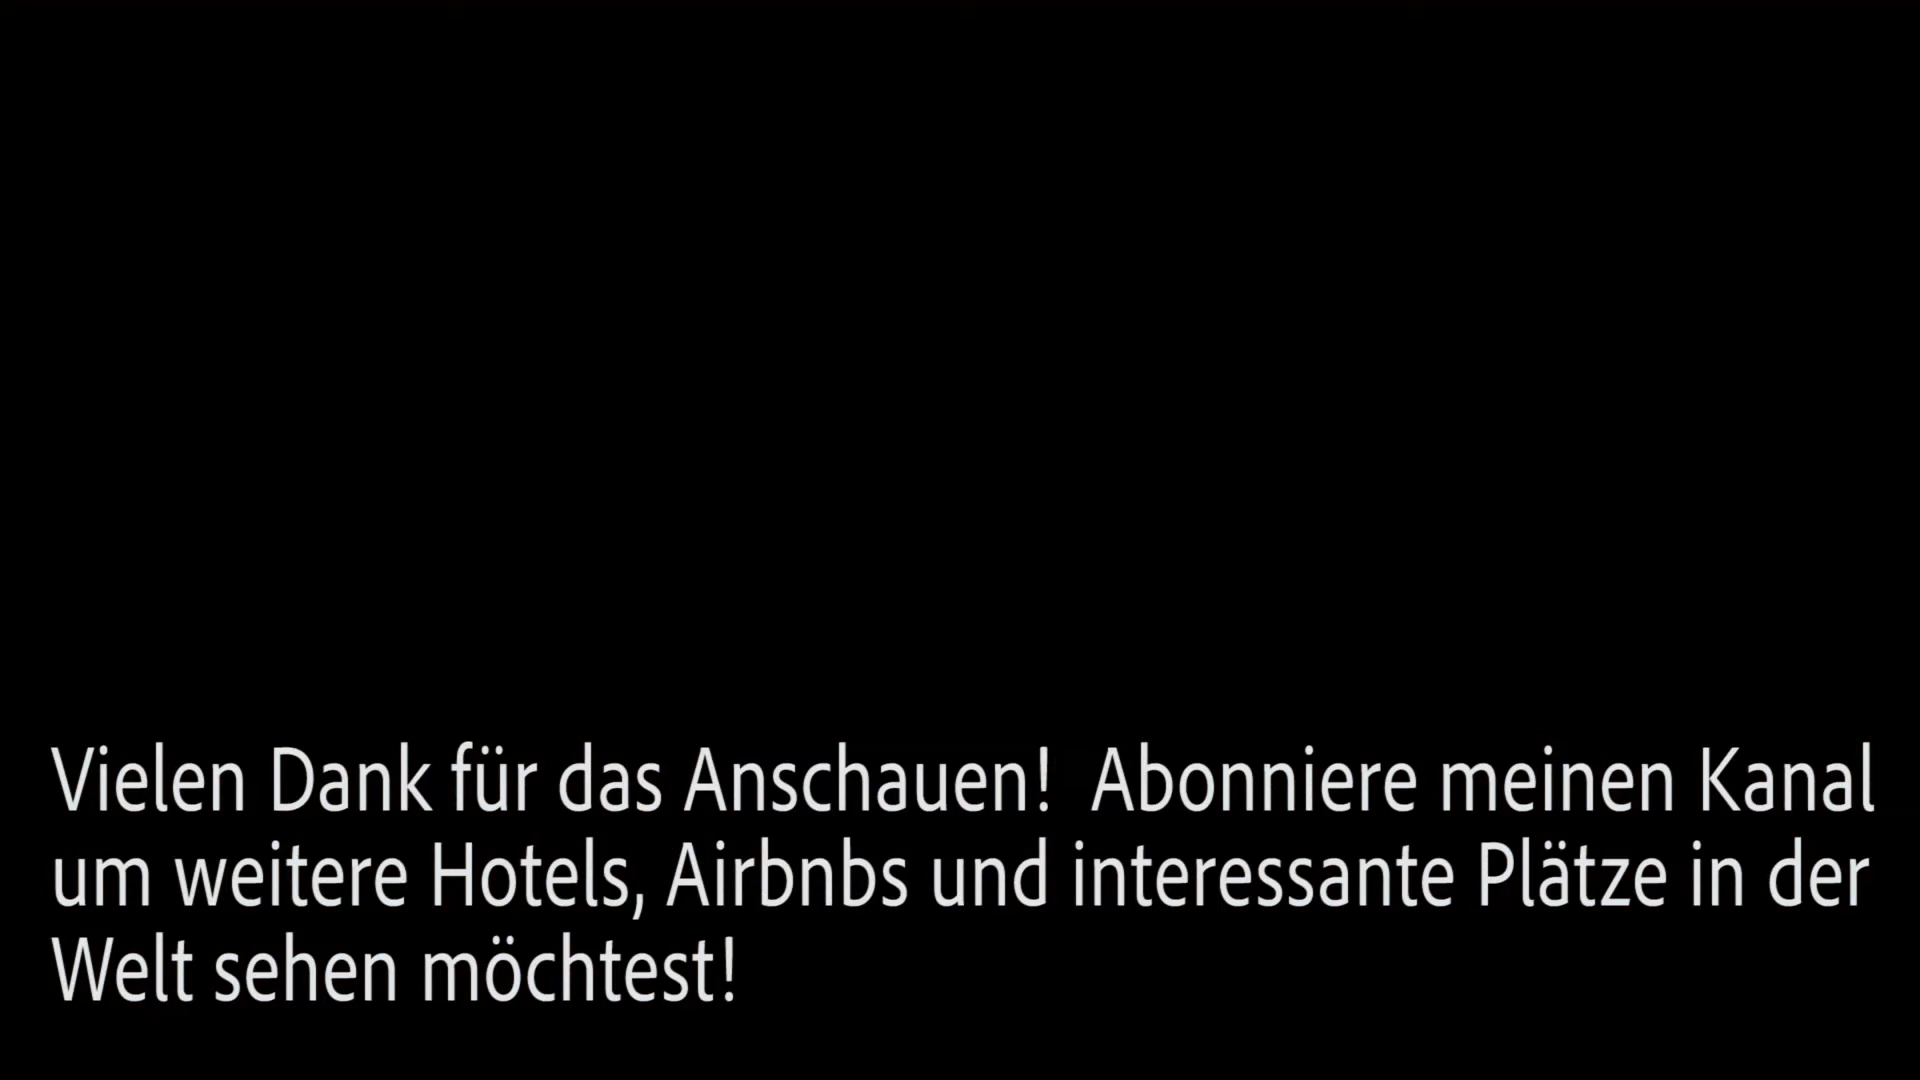 Vielen Dank für das Anschauen!  Abonniere meinen Kanal
um weitere Hotels, Airbnbs und interessante Plätze in der
Welt sehen möchtest!